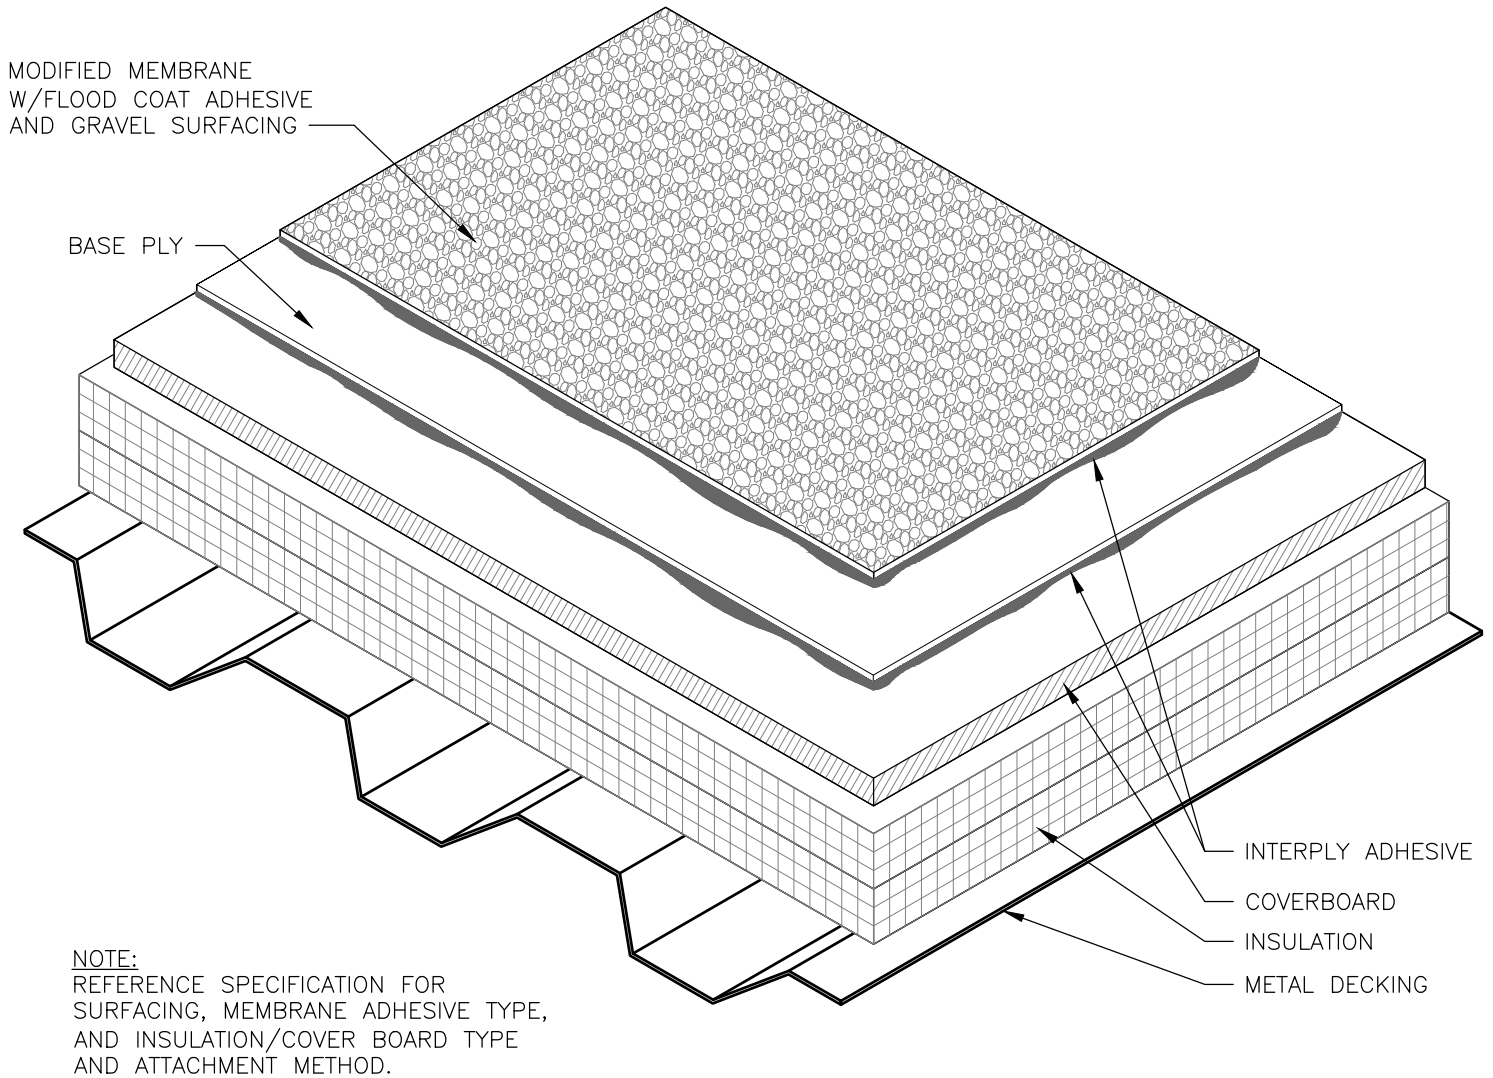 MODIFIED MEMBRANE
W/FLOOD COAT ADHESIVE
AND GRAVEL SURFACING
BASE PLY
INTERPLY ADHESIVE
COVERBOARD
INSULATION
METAL DECKING
NOTE:
REFERENCE SPECIFICATION FOR
SURFACING, MEMBRANE ADHESIVE TYPE,
AND INSULATION/COVER BOARD TYPE
AND ATTACHMENT METHOD.